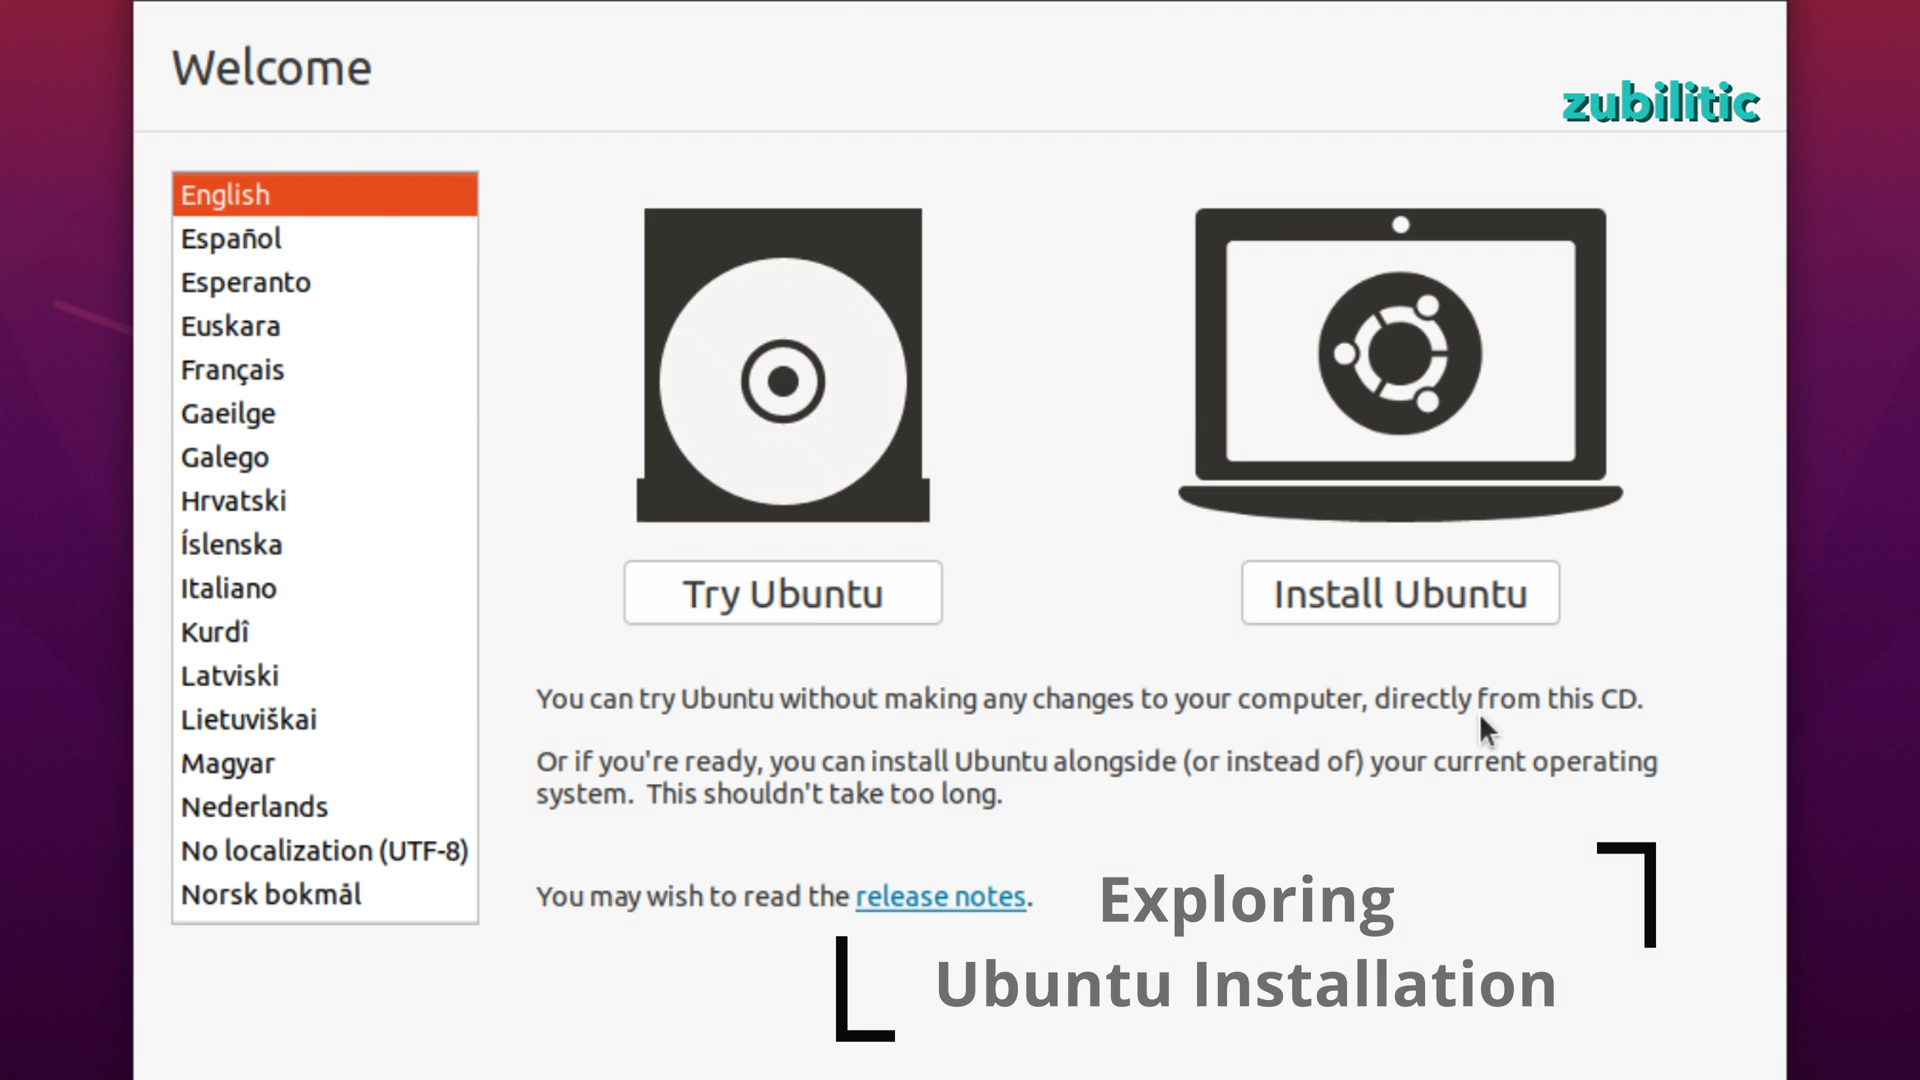 Welcome
zubilitic
English
Español
Esperanto
Euskara
Français
Gaeilge
Galego
Hrvatski
Íslenska
Italiano
Kurdî
Latviski
Lietuviškai
Magyar
Nederlands
No localization (UTF-8)
Norsk bokmål
Try Ubuntu
Install Ubuntu
You can try Ubuntu without making any changes to your computer, directly from this CD.
Or if you're ready, you can install Ubuntu alongside (or instead of) your current operating
system.  This shouldn't take too long.
You may wish to read the release notes.
Exploring
Ubuntu Installation